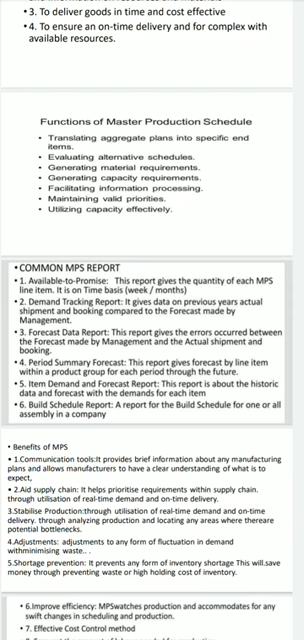 • 3. To deliver goods in time and cost effective
• 4. To ensure an on-time delivery and for complex with
available resources.
Functions of Master Production Schedule
• Translating aggregate plans into specific end
items.
• Evaluating alternative schedules.
• Generating material requirements.
• Generating capacity requirements.
• Facilitating information processing.
• Maintaining valid priorities.
• Utilizing capacity effectively.
• COMMON MPS REPORT
• 1. Available-to-Promise: This report gives the quantity of each MPS
line item. It is on Time basis (week / months)
• 2. Demand Tracking Report: It gives data on previous years actual
shipment and booking compared to the Forecast made by
Management.
• 3. Forecast Data Report: This report gives the errors occurred between
the Forecast made by Management and the Actual shipment and
booking.
• 4. Period Summary Forecast: This report gives forecast by line item
within a product group for each period through the future.
• 5. Item Demand and Forecast Report: This report is about the historic
data and forecast with the demands for each item
• 6. Build Schedule Report: A report for the Build Schedule for one or all
assembly in a company
• Benefits of MPS
• 1.Communication tools:It provides brief information about any manufacturing
plans and allows manufacturers to have a clear understanding of what is to
expect,
• 2.Aid supply chain: It helps prioritise requirements within supply chain.
through utilisation of real-time demand and on-time delivery.
3.Stabilise Production:through utilisation of real-time demand and on-time
delivery. through analyzing production and locating any areas where thereare
potential bottlenecks.
4.Adjustments: adjustments to any form of fluctuation in demand
withminimising waste.. .
5.Shortage prevention: It prevents any form of inventory shortage This will.save
money through preventing waste or high holding cost of inventory.
• 6.Improve efficiency: MPSwatches production and accommodates for any
swift changes in scheduling and production.
• 7. Effective Cost Control method